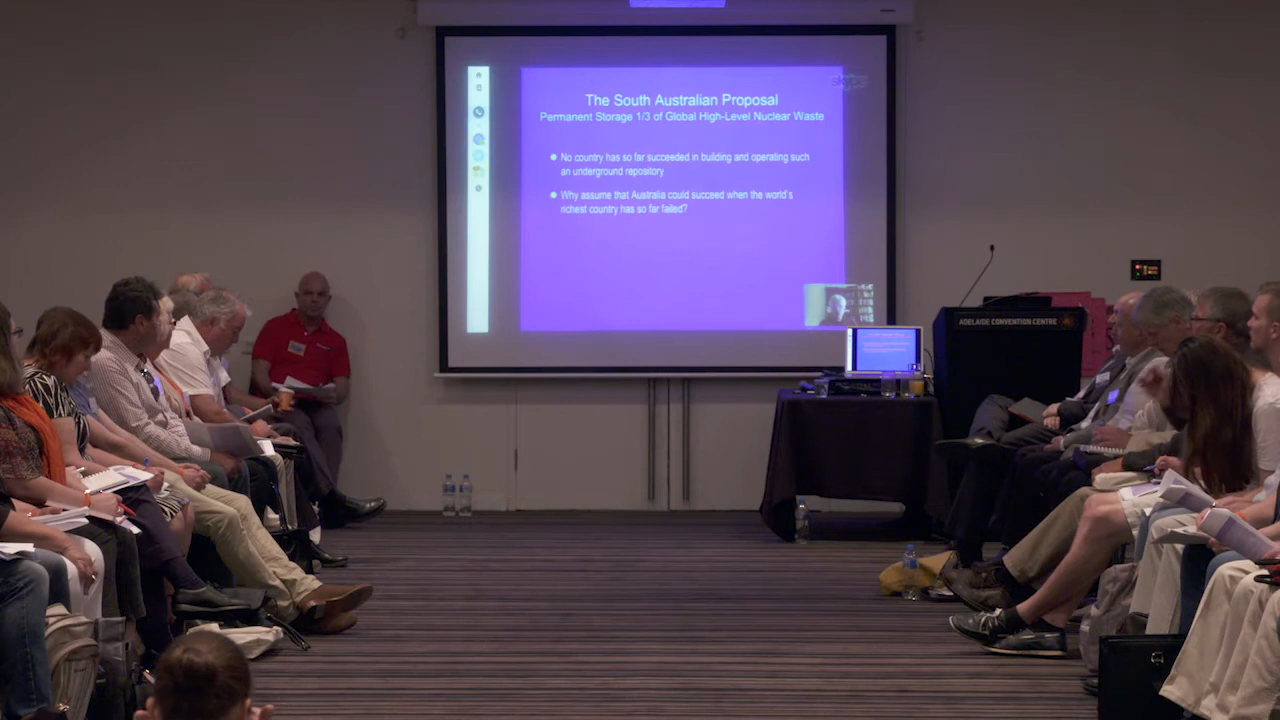 skype
The South Australian Proposal
Permanent Storage 1/3 of Global High-Level Nuclear Waste
No country has so far succeeded in building and operating such
an underground repository
Why assume that Australia could succeed when the world's
richest country has so far failed?
ADELAIDE CONVENTION CENTRE